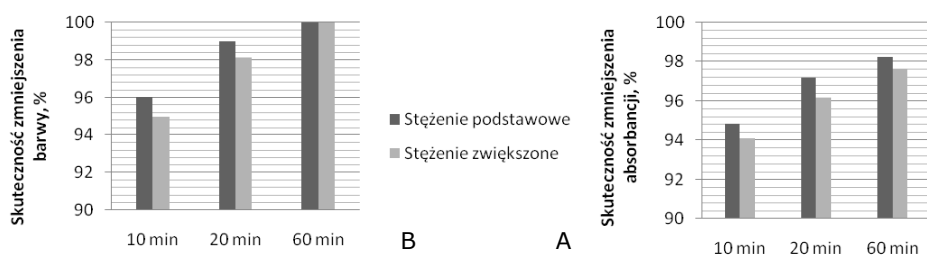 Skuteczność zmniejszenia
barwy, %
100
98
96
94
92
90
10 min 20 min 60 min
B
Stężenie podstawowe
Stężenie zwiększone
A
Skuteczność zmniejszenia
absorbancji, %
100
98
96
94
92
90
10 min 20 min 60 min